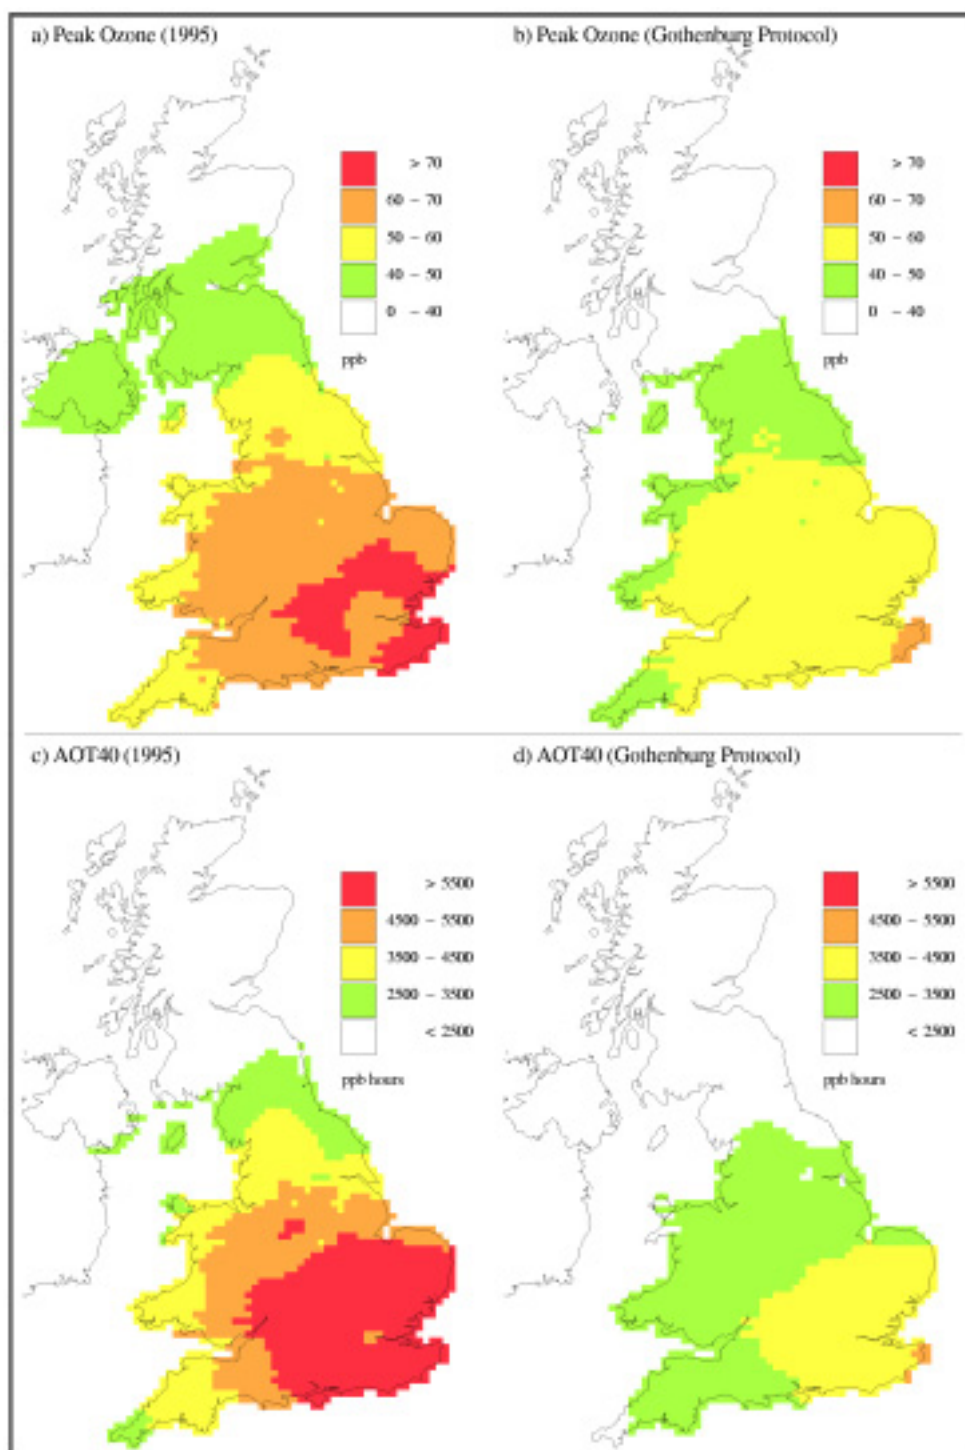 a) Peak Ozone (1995)
> 70
60 – 70
50 – 60
40 – 50
0 – 40
ppb
b) Peak Ozone (Gothenburg Protocol)
> 70
60 – 70
50 – 60
40 – 50
0 – 40
ppb
c) AOT40 (1995)
> 5500
4500 – 5500
3500 – 4500
2500 – 3500
< 2500
ppb hours
d) AOT40 (Gothenburg Protocol)
> 5500
4500 – 5500
3500 – 4500
2500 – 3500
< 2500
ppb hours